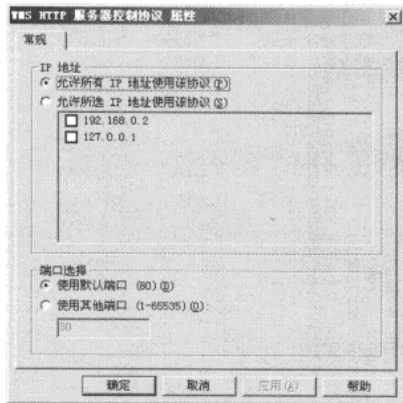 WMS HTTP 服务器控制协议 属性
常规
IP 地址
允许所有 IP 地址使用该协议(P)
允许所选 IP 地址使用该协议(S)
192.168.0.2
127.0.0.1
端口选择
使用默认端口 (80)(D)
使用其他端口 (1-65535)(O):
80
确定 取消 应用(A) 帮助